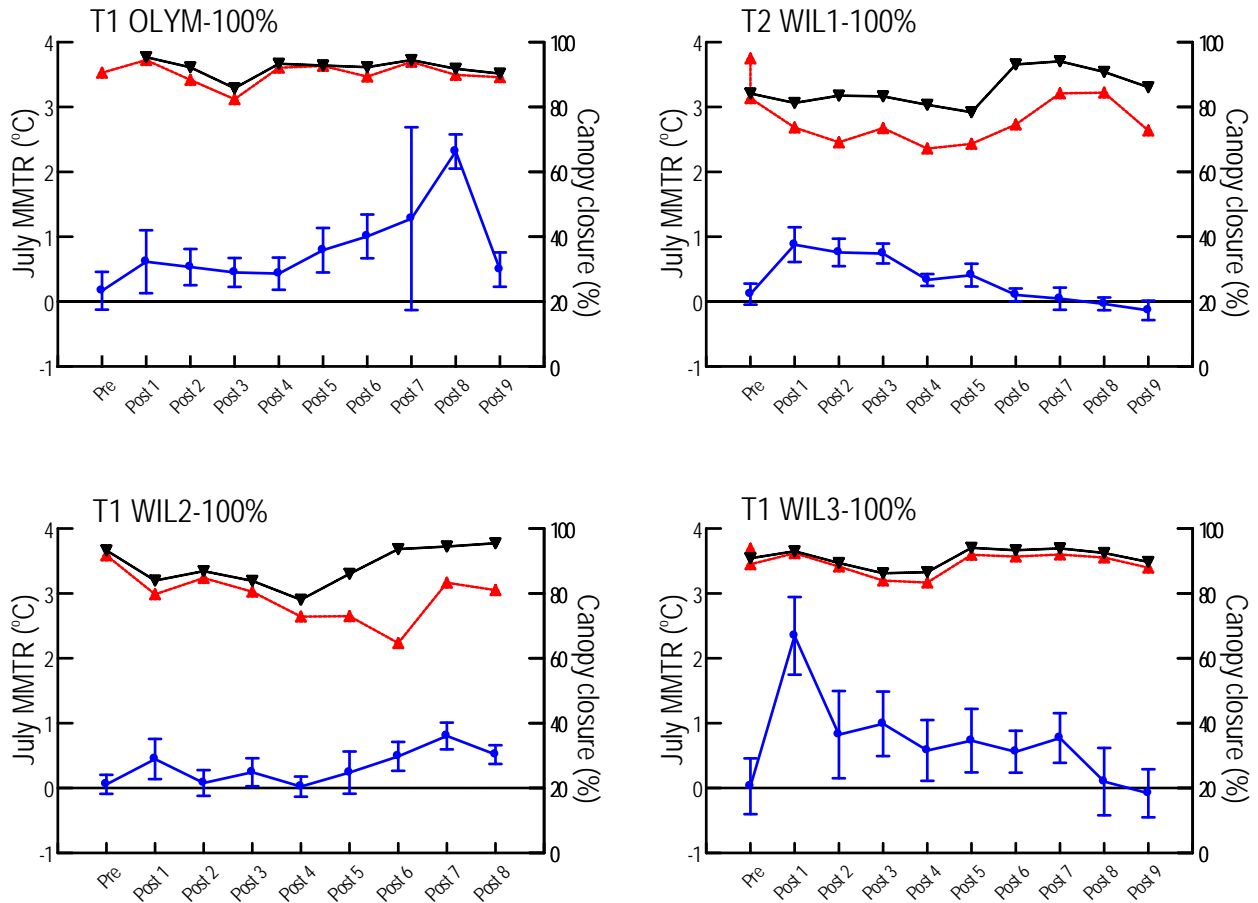 T1 OLYM-100%
July MMTR (ºC)
4
3
2
1
0
-1
100
80
60
40
20
0
Canopy closure (%)
Pre
Post 1
Post 2
Post 3
Post 4
Post 5
Post 6
Post 7
Post 8
Post 9
T2 WIL1-100%
July MMTR (ºC)
4
3
2
1
0
-1
100
80
60
40
20
0
Canopy closure (%)
Pre
Post 1
Post 2
Post 3
Post 4
Post 5
Post 6
Post 7
Post 8
Post 9
T1 WIL2-100%
July MMTR (ºC)
4
3
2
1
0
-1
100
80
60
40
20
0
Canopy closure (%)
Pre
Post 1
Post 2
Post 3
Post 4
Post 5
Post 6
Post 7
Post 8
T1 WIL3-100%
July MMTR (ºC)
4
3
2
1
0
-1
100
80
60
40
20
0
Canopy closure (%)
Pre
Post 1
Post 2
Post 3
Post 4
Post 5
Post 6
Post 7
Post 8
Post 9